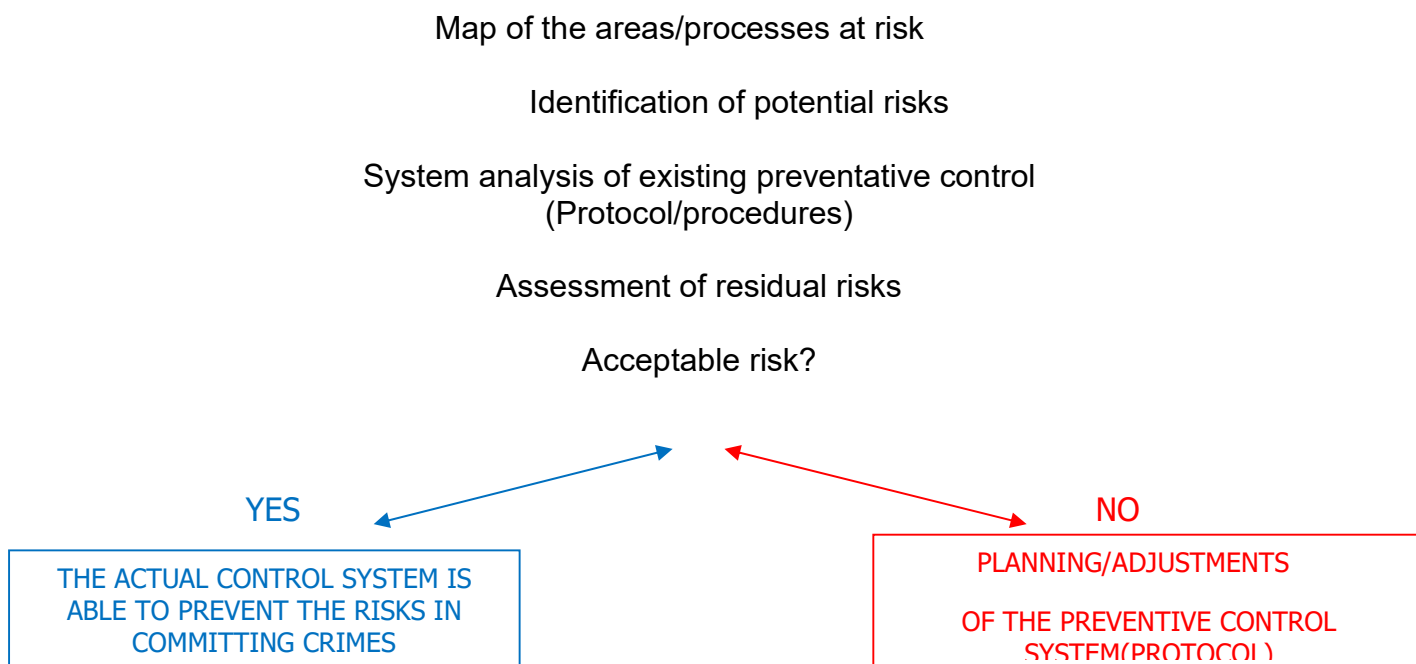 Map of the areas/processes at risk
Identification of potential risks
System analysis of existing preventative control
(Protocol/procedures)
Assessment of residual risks
Acceptable risk?
YES
NO
THE ACTUAL CONTROL SYSTEM IS
ABLE TO PREVENT THE RISKS IN
COMMITTING CRIMES
PLANNING/ADJUSTMENTS
OF THE PREVENTIVE CONTROL
SYSTEM(PROTOCOL)